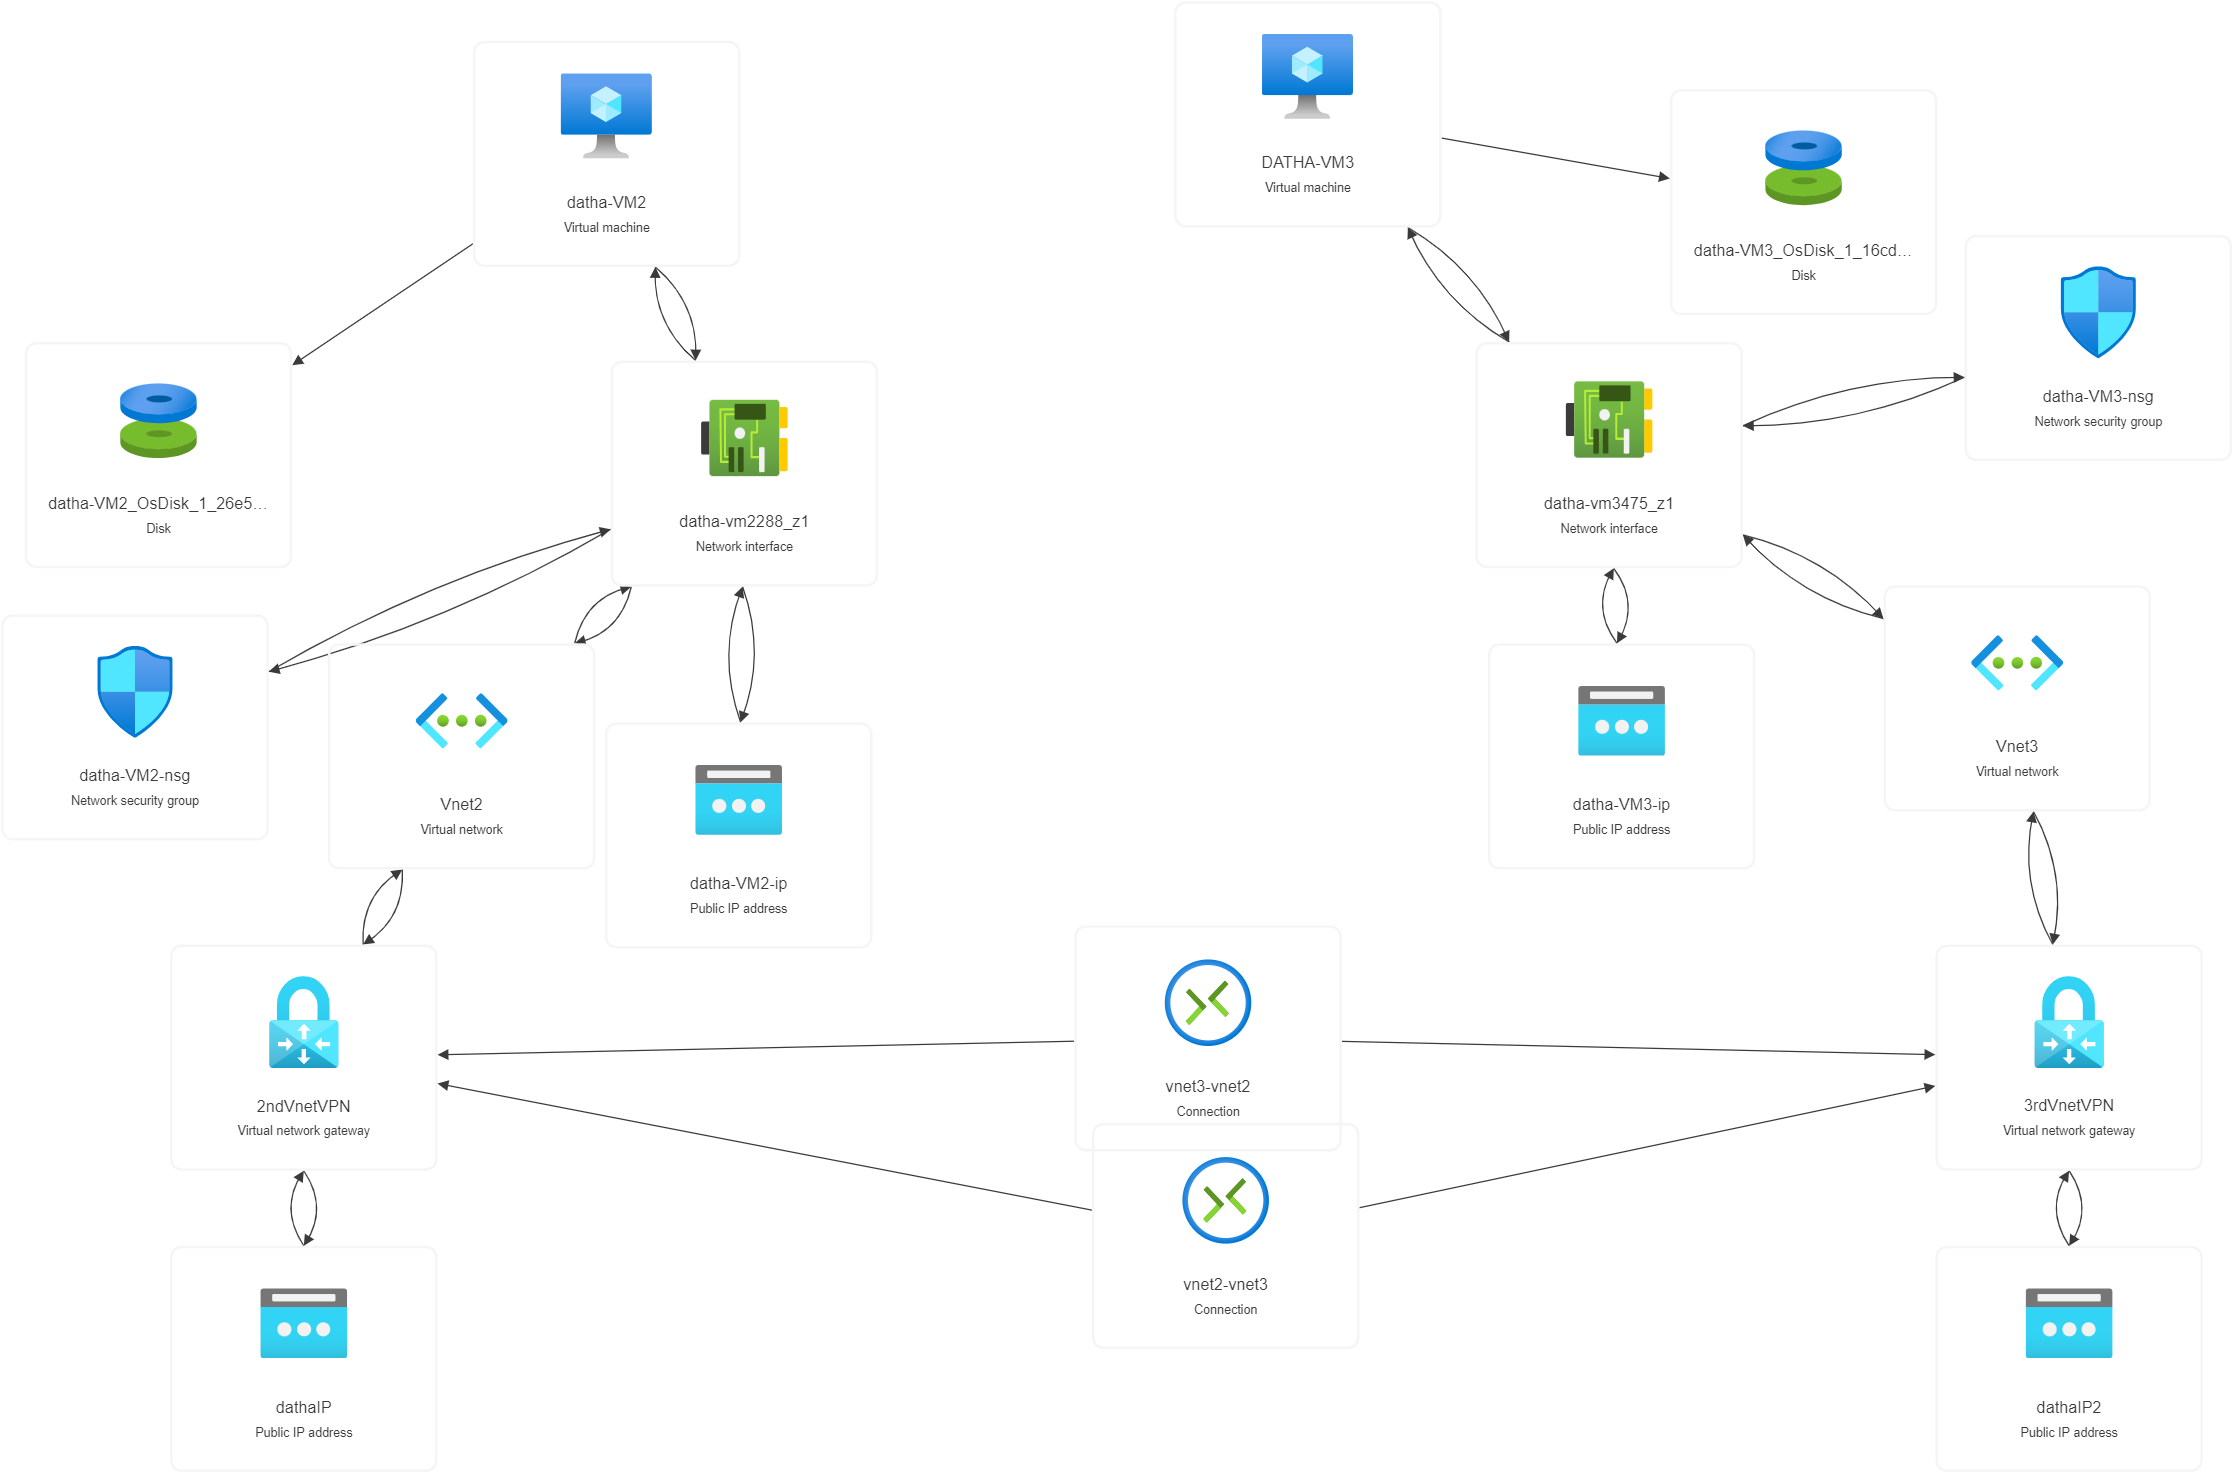 DATHA-VM3
Virtual machine
datha-VM2
Virtual machine
datha-VM3_OsDisk_1_16cd...
Disk
datha-VM3-nsg
Network security group
datha-VM2_OsDisk_1_26e5...
Disk
datha-vm2288_z1
Network interface
datha-vm3475_z1
Network interface
datha-VM2-nsg
Network security group
Vnet2
Virtual network
datha-VM2-ip
Public IP address
datha-VM3-ip
Public IP address
Vnet3
Virtual network
2ndVnetVPN
Virtual network gateway
vnet3-vnet2
Connection
3rdVnetVPN
Virtual network gateway
vnet2-vnet3
Connection
dathaIP
Public IP address
dathaIP2
Public IP address